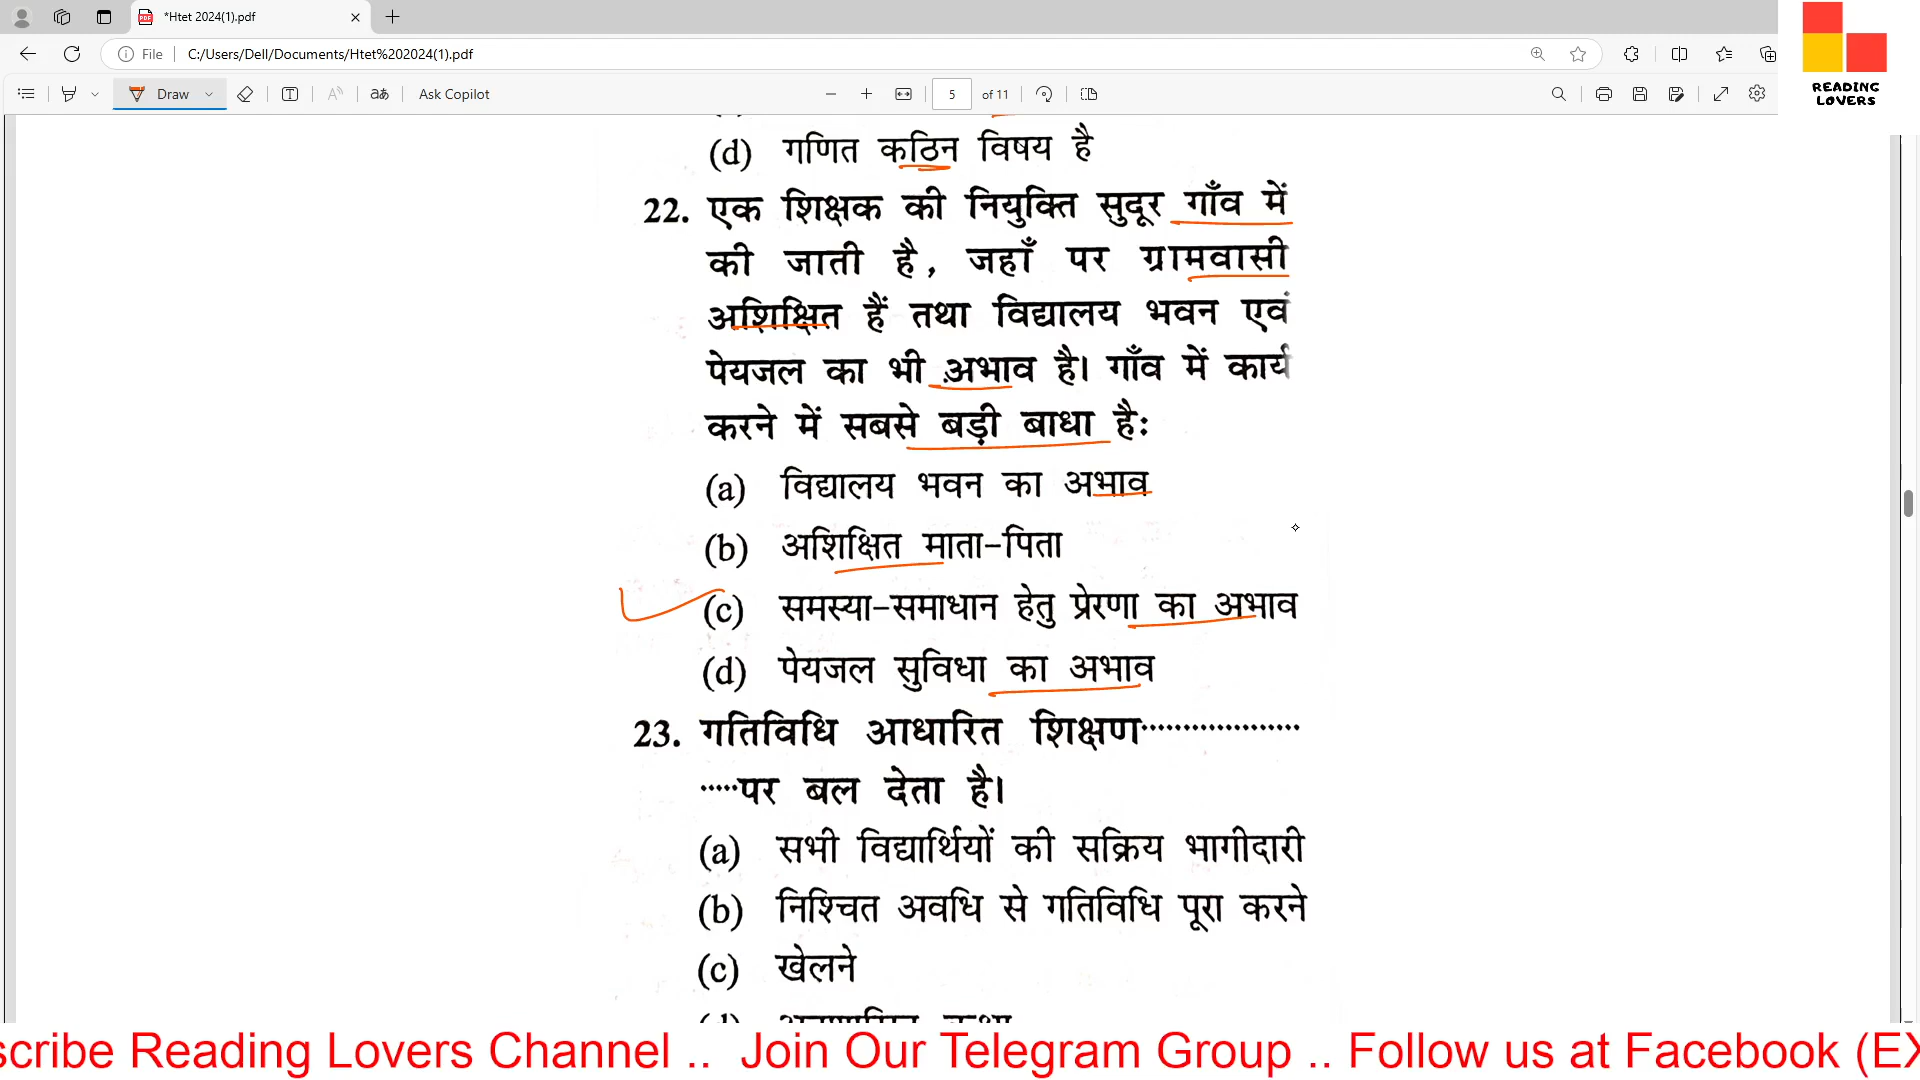 *Htet 2024(1).pdf
File
C:/Users/Dell/Documents/Htet%202024(1).pdf
Draw
aあ
Ask Copilot
5 of 11
READING
LOVERS
(d) गणित कठिन विषय है
22. एक शिक्षक की नियुक्ति सुदूर गाँव में
की जाती है, जहाँ पर ग्रामवासी
अशिक्षित हैं तथा विद्यालय भवन एवं
पेयजल का भी अभाव है। गाँव में कार्य
करने में सबसे बड़ी बाधा है:
(a) विद्यालय भवन का अभाव
(b) अशिक्षित माता-पिता
(c) समस्या-समाधान हेतु प्रेरणा का अभाव
(d) पेयजल सुविधा का अभाव
23. गतिविधि आधारित शिक्षण...................
.....पर बल देता है।
(a) सभी विद्यार्थियों की सक्रिय भागीदारी
(b) निश्चित अवधि से गतिविधि पूरा करने
(c) खेलने
scribe Reading Lovers Channel .. Join Our Telegram Group .. Follow us at Facebook (EX